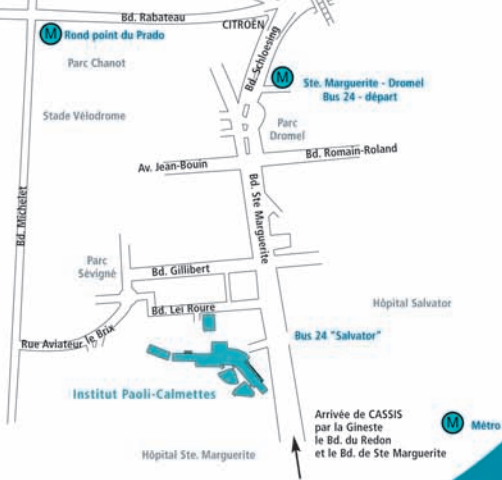 Bd. Rabateau
CITROËN
M Rond point du Prado
Bd. Schloesing
Parc Chanot
M
Ste. Marguerite - Dromel
Bus 24 - départ
Stade Vélodrome
Parc
Dromel
Bd. Romain-Roland
Av. Jean-Bouin
Bd. Michelet
Bd. Ste Marguerite
Parc
Sévigné
Bd. Gillibert
Hôpital Salvator
Bd. Lei Roure
Rue Aviateur le Brix
Bus 24 "Salvator"
Institut Paoli-Calmettes
Arrivée de CASSIS
par la Gineste
le Bd. du Redon
et le Bd. de Ste Marguerite
M Métro
Hôpital Ste. Marguerite